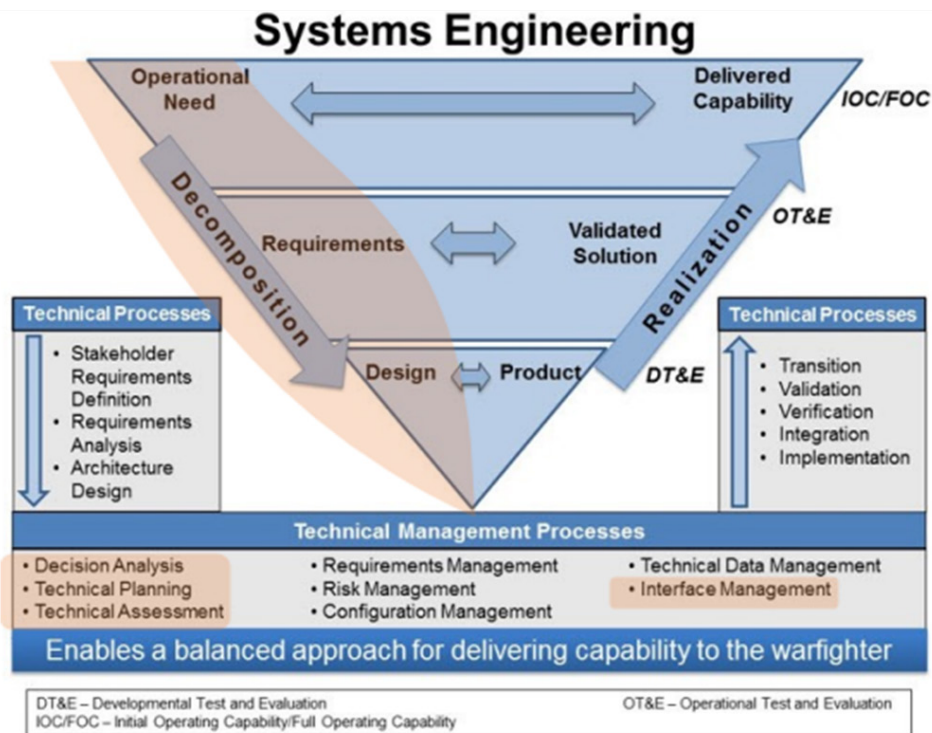 Systems Engineering
Operational
Need
Delivered
Capability
IOC/FOC
Decomposition
Requirements
Validated
Solution
Realization
OT&E
Design
Product
DT&E
Technical Processes
• Stakeholder
Requirements
Definition
• Requirements
Analysis
• Architecture
Design
Technical Processes
• Transition
• Validation
• Verification
• Integration
• Implementation
Technical Management Processes
• Decision Analysis
• Technical Planning
• Technical Assessment
• Requirements Management
• Risk Management
• Configuration Management
• Technical Data Management
• Interface Management
Enables a balanced approach for delivering capability to the warfighter
DT&E – Developmental Test and Evaluation
IOC/FOC – Initial Operating Capability/Full Operating Capability
OT&E – Operational Test and Evaluation